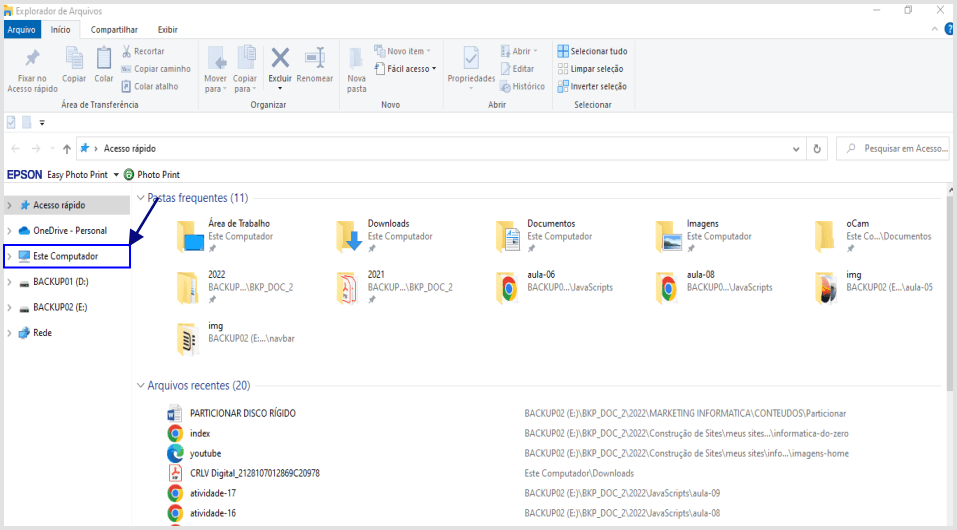 Explorador de Arquivos
Arquivo Início Compartilhar Exibir
Fixar no Acesso rápido
Copiar
Colar
Recortar
Copiar caminho
Colar atalho
Área de Transferência
Mover para
Copiar para
Excluir
Renomear
Organizar
Nova pasta
Novo item
Fácil acesso
Novo
Propriedades
Abrir
Editar
Histórico
Abrir
Selecionar tudo
Limpar seleção
Inverter seleção
Selecionar
Acesso rápido
Pesquisar em Acesso...
EPSON Easy Photo Print Photo Print
Acesso rápido
OneDrive - Personal
Este Computador
BACKUP01 (D:)
BACKUP02 (E:)
Rede
Pastas frequentes (11)
Área de Trabalho
Este Computador
Downloads
Este Computador
Documentos
Este Computador
Imagens
Este Computador
oCam
Este Co...\Documentos
2022
BACKUP...\BKP_DOC_2
2021
BACKUP...\BKP_DOC_2
aula-06
BACKUP0...\JavaScripts
aula-08
BACKUP0...\JavaScripts
img
BACKUP02 (E...\aula-05
img
BACKUP02 (E:...\navbar
Arquivos recentes (20)
PARTICIONAR DISCO RÍGIDO BACKUP02 (E:)\BKP_DOC_2\2022\MARKETING INFORMATICA\CONTEUDOS\Particionar
index BACKUP02 (E:)\BKP_DOC_2\2022\Construção de Sites\meus sites...\informatica-do-zero
youtube BACKUP02 (E:)\BKP_DOC_2\2022\Construção de Sites\meus sites\info...\imagens-home
CRLV Digital_2128107012869C20978 Este Computador\Downloads
atividade-17 BACKUP02 (E:)\BKP_DOC_2\2022\JavaScripts\aula-09
atividade-16 BACKUP02 (E:)\BKP_DOC_2\2022\JavaScripts\aula-08